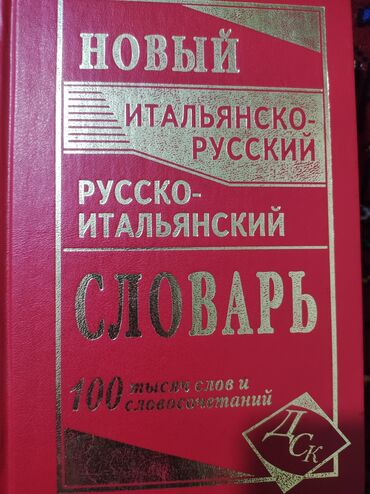 НОВЫЙ
ИТАЛЬЯНСКО-
РУССКИЙ
РУССКО-
ИТАЛЬЯНСКИЙ
СЛОВАРЬ
100 тысяч слов и
словосочетаний
ДСК